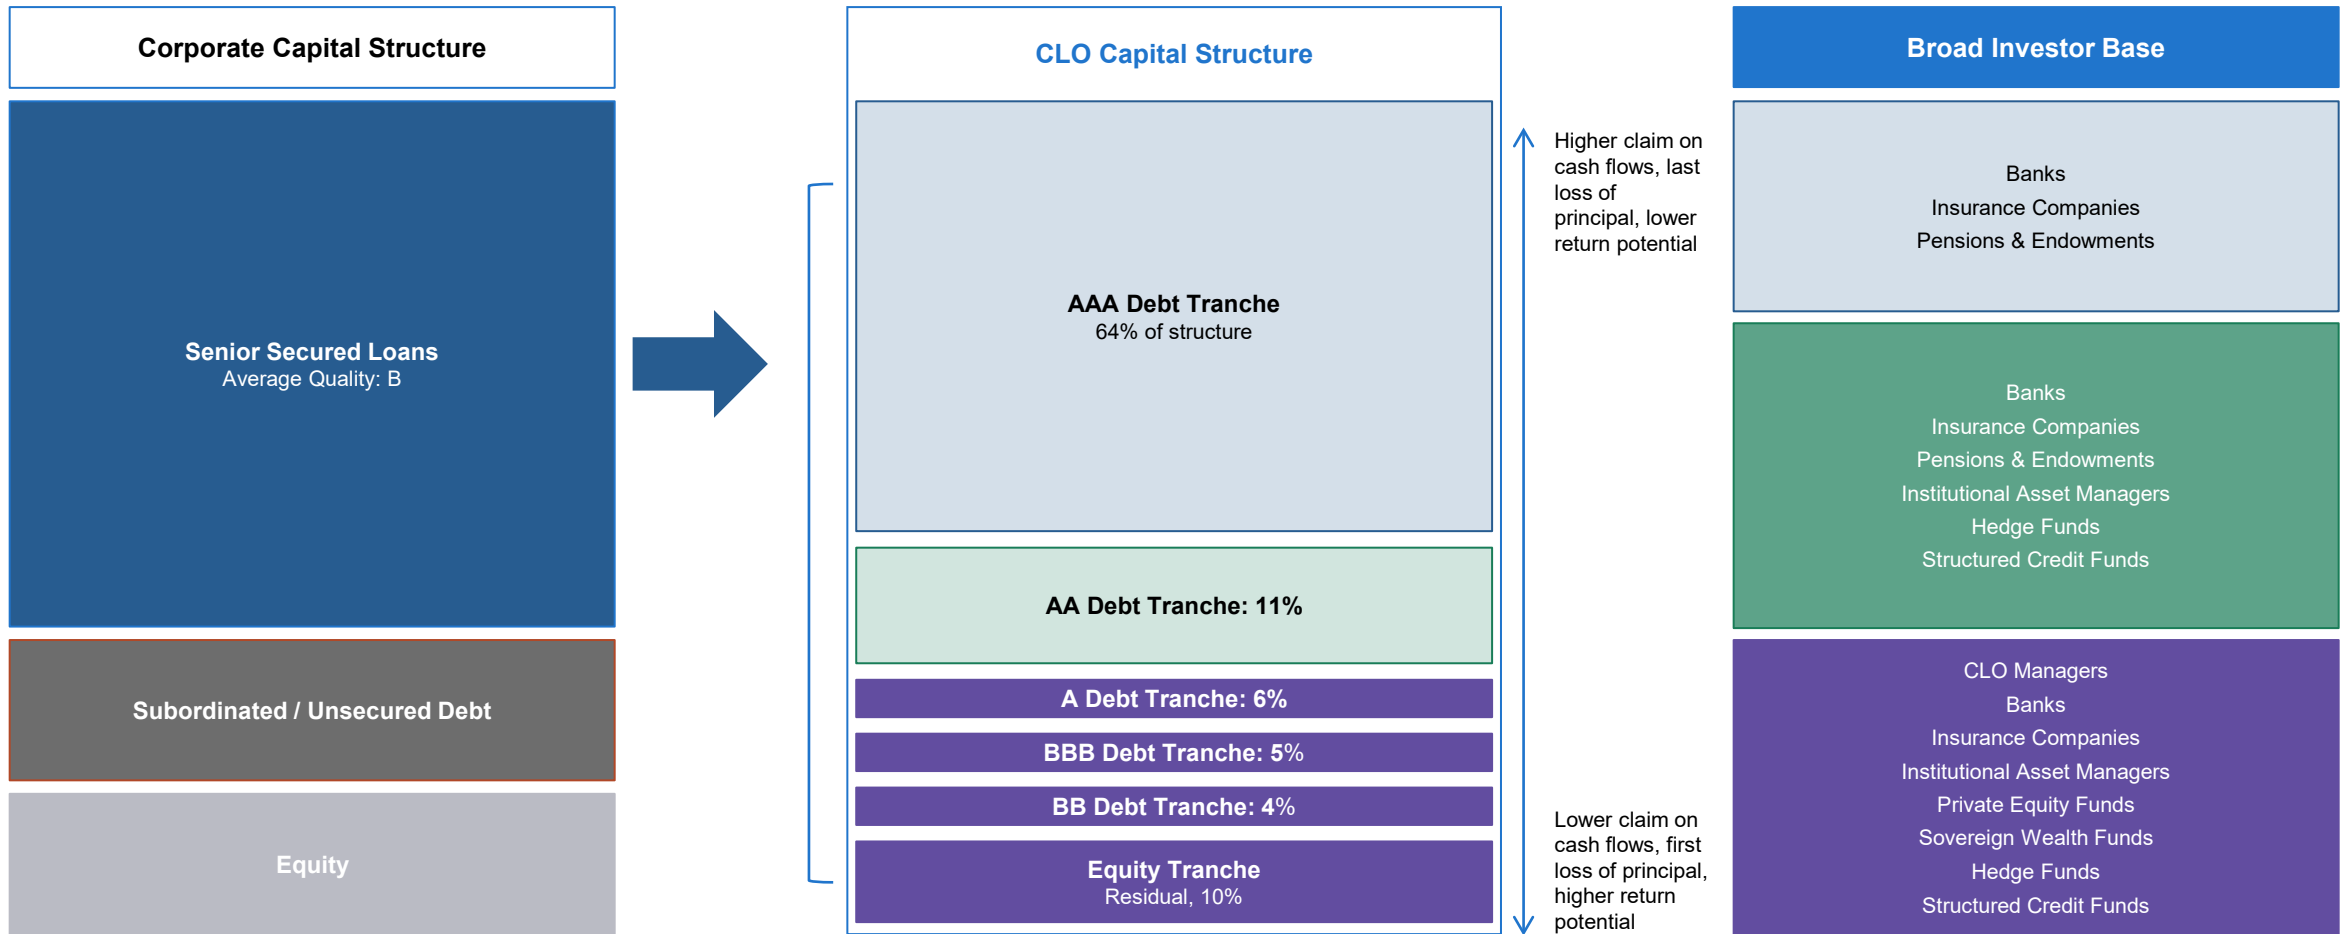 Corporate Capital Structure
Senior Secured Loans
Average Quality: B
Subordinated / Unsecured Debt
Equity
CLO Capital Structure
AAA Debt Tranche
64% of structure
AA Debt Tranche: 11%
A Debt Tranche: 6%
BBB Debt Tranche: 5%
BB Debt Tranche: 4%
Equity Tranche
Residual, 10%
Higher claim on
cash flows, last
loss of
principal, lower
return potential
Lower claim on
cash flows, first
loss of principal,
higher return
potential
Broad Investor Base
Banks
Insurance Companies
Pensions & Endowments
Banks
Insurance Companies
Pensions & Endowments
Institutional Asset Managers
Hedge Funds
Structured Credit Funds
CLO Managers
Banks
Insurance Companies
Institutional Asset Managers
Private Equity Funds
Sovereign Wealth Funds
Hedge Funds
Structured Credit Funds